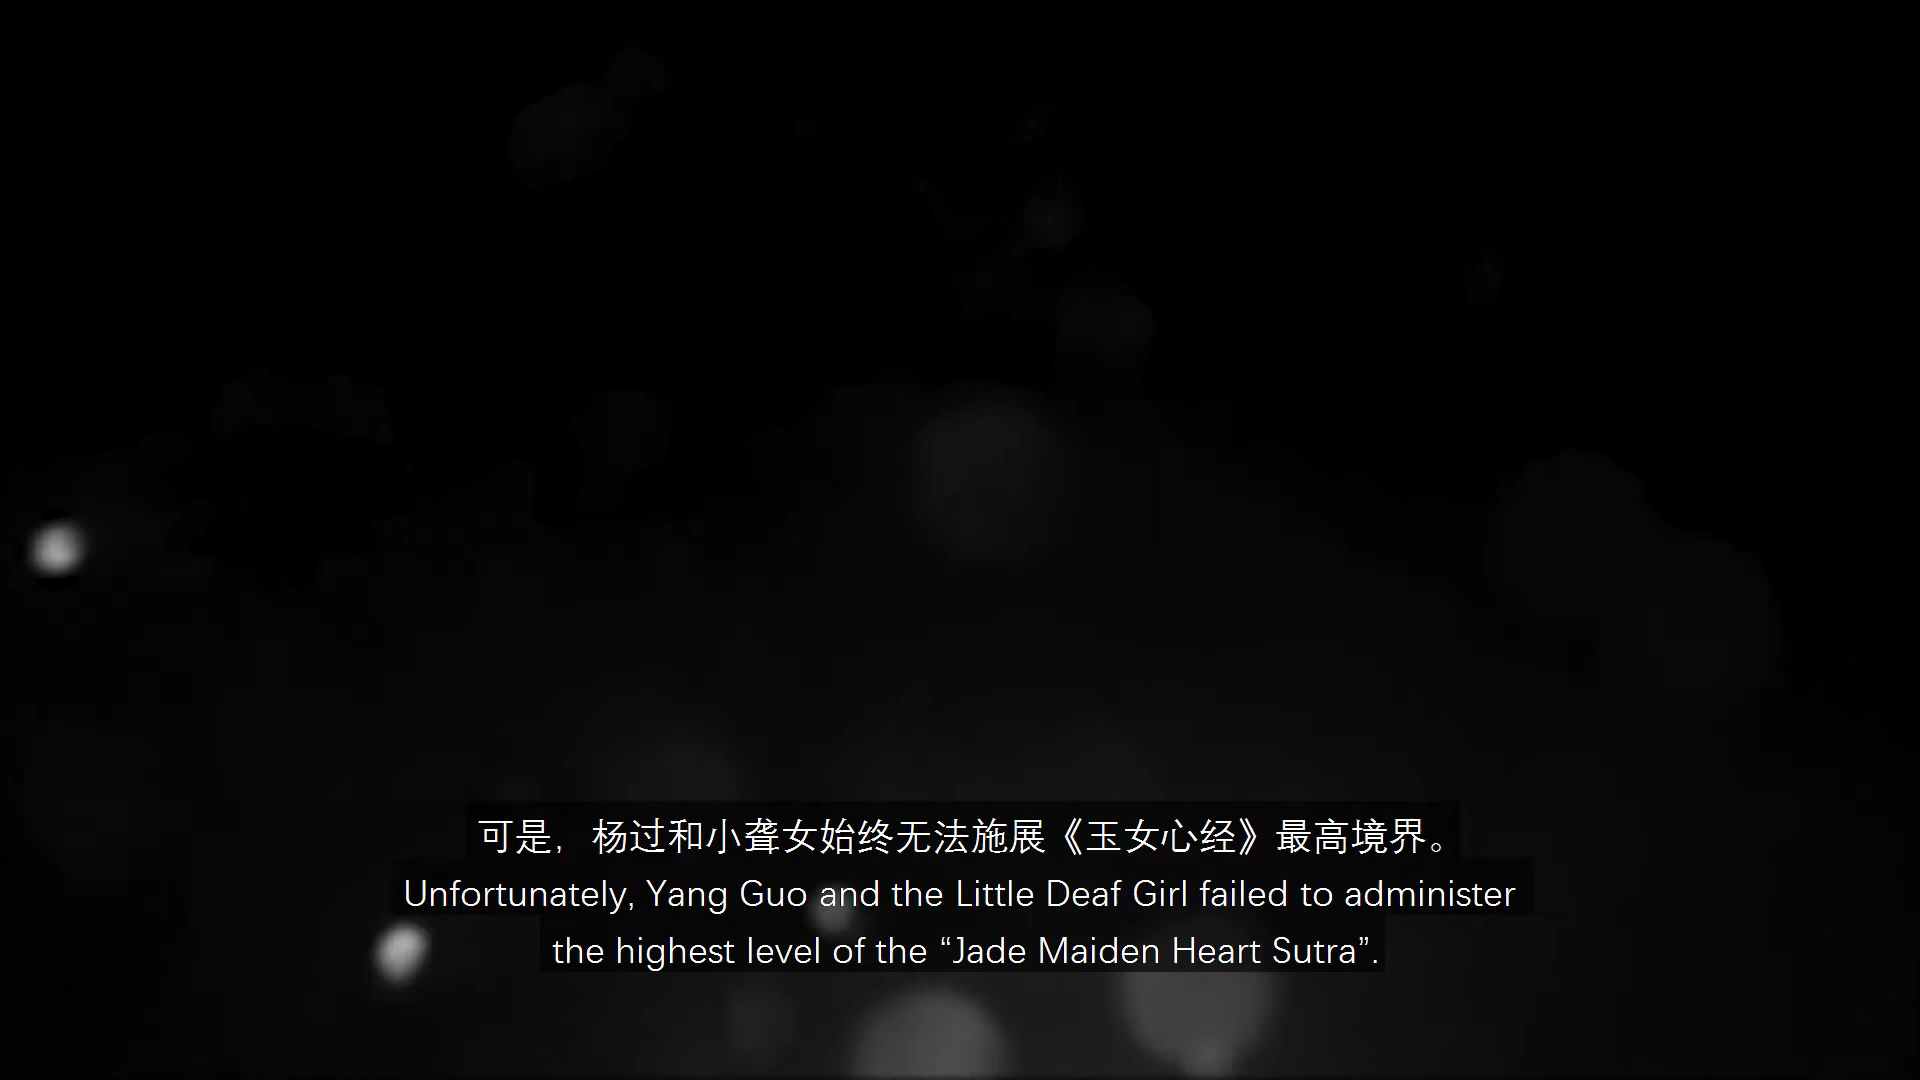 可是，杨过和小聋女始终无法施展《玉女心经》最高境界。
Unfortunately, Yang Guo and the Little Deaf Girl failed to administer
the highest level of the “Jade Maiden Heart Sutra”.